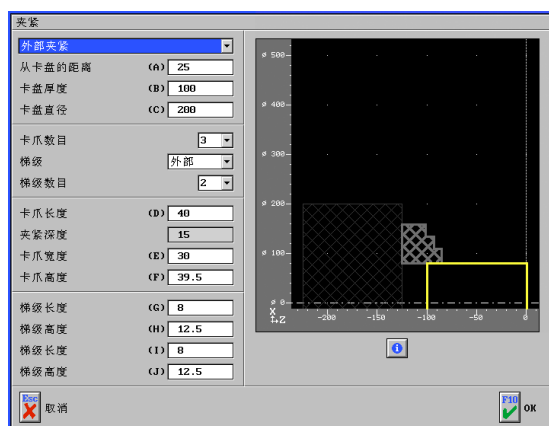 夹紧
外部夹紧
从卡盘的距离 (A) 25
卡盘厚度 (B) 100
卡盘直径 (C) 200
卡爪数目 3
梯级 外部
梯级数目 2
卡爪长度 (D) 40
夹紧深度 15
卡爪宽度 (E) 30
卡爪高度 (F) 39.5
梯级长度 (G) 8
梯级高度 (H) 12.5
梯级长度 (I) 8
梯级高度 (J) 12.5
ø 500
ø 400
ø 300
ø 200
ø 100
ø 0
X
Z
-200 -150 -100 -50 0
Esc 取消
F10 OK